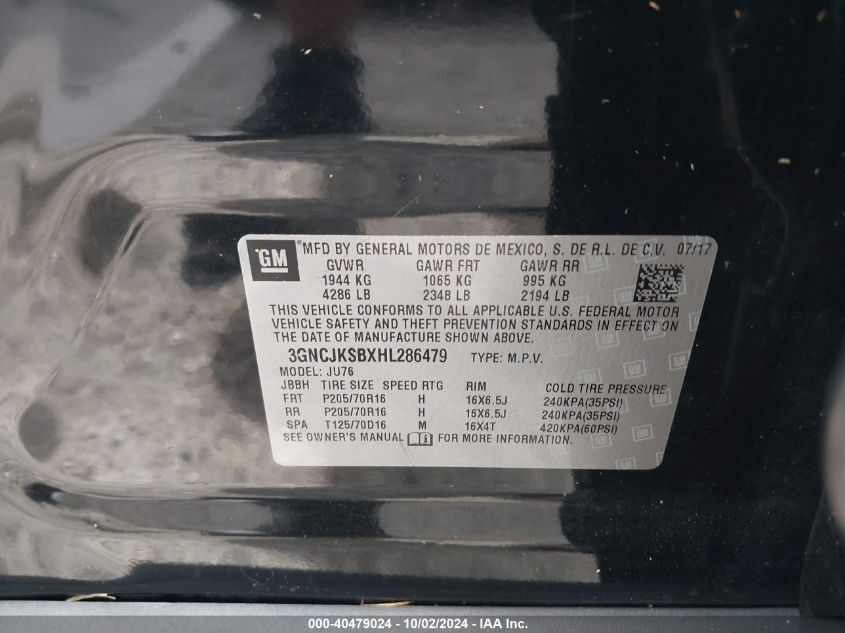 GM MFD BY GENERAL MOTORS DE MEXICO, S. DE R.L. DE C.V. 07/17
GVWR GAWR FRT GAWR RR
1944 KG 1065 KG 995 KG
4286 LB 2348 LB 2194 LB
THIS VEHICLE CONFORMS TO ALL APPLICABLE U.S. FEDERAL MOTOR
VEHICLE SAFETY AND THEFT PREVENTION STANDARDS IN EFFECT ON
THE DATE OF MANUFACTURE SHOWN ABOVE.
3GNCJKSBXHL286479 TYPE: M.P.V.
MODEL: JU76
JBBH TIRE SIZE SPEED RTG RIM COLD TIRE PRESSURE
FRT P205/70R16 H 16X6.5J 240KPA(35PSI)
RR P205/70R16 H 16X6.5J 240KPA(35PSI)
SPA T125/70D16 M 16X4T 420KPA(60PSI)
SEE OWNER'S MANUAL FOR MORE INFORMATION.
000-40479024 - 10/02/2024 - IAA Inc.